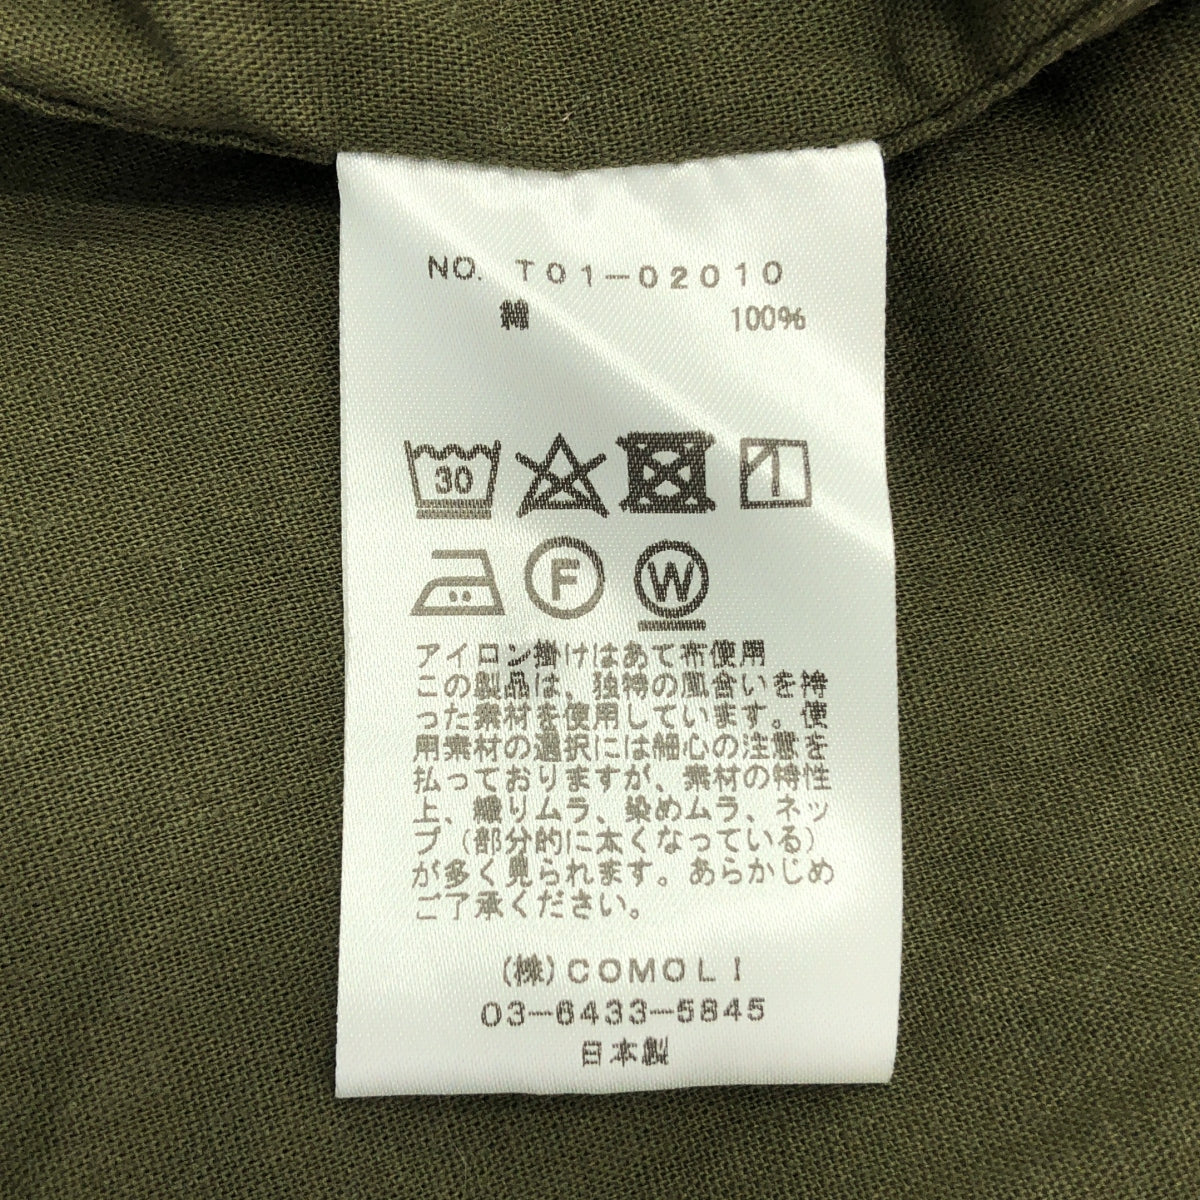 NO. T01-02010
綿 100%
30
F W
アイロン掛けはあて布使用
この製品は、独特の風合いを持
った素材を使用しています。使
用素材の選択には細心の注意を
払っておりますが、素材の特性
上、織りムラ、染めムラ、ネッ
プ(部分的に太くなっている)
が多く見られます。あらかじめ
ご了承ください。
(株)COMOLI
03-6433-5845
日本製